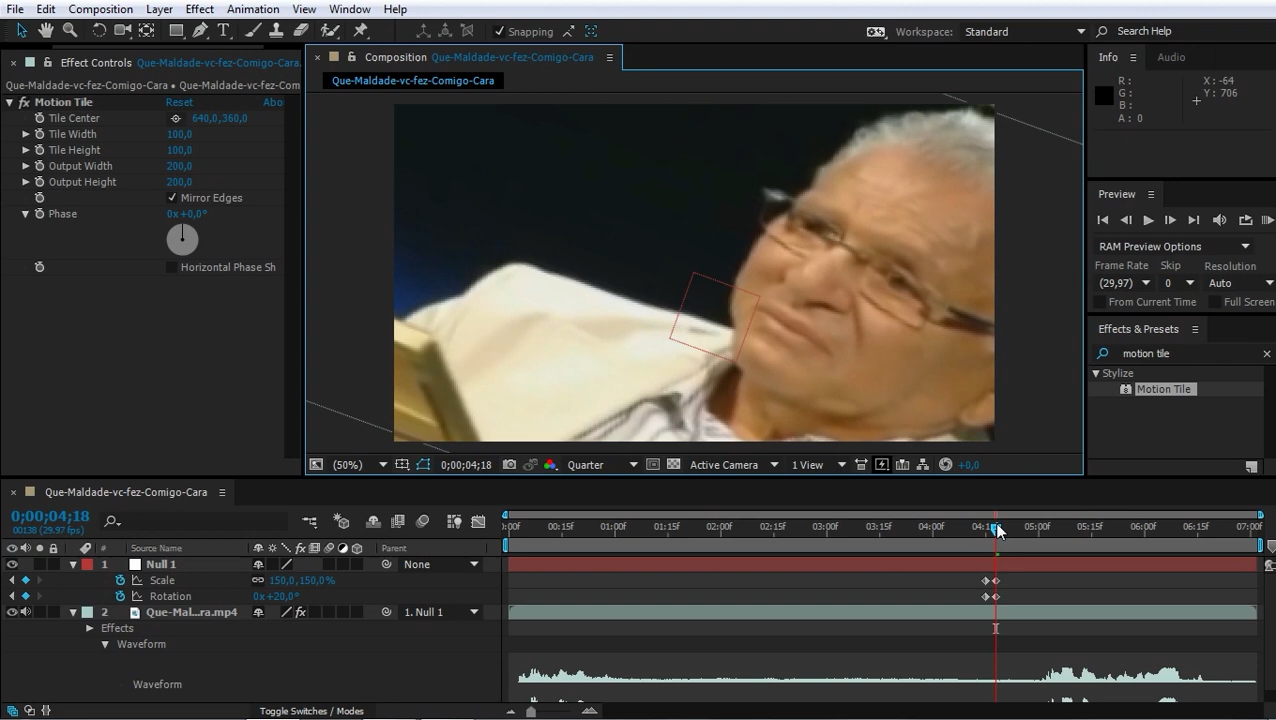 File Edit Composition Layer Effect Animation View Window Help
Snapping
Workspace: Standard
Search Help
Effect Controls Que-Maldade-vc-fez-Comigo-Cara.
Que-Maldade-vc-fez-Comigo-Cara • Que-Maldade-vc-fez-Com
fx Motion Tile Reset Abo
Tile Center 640,0,360,0
Tile Width 100,0
Tile Height 100,0
Output Width 200,0
Output Height 200,0
Mirror Edges
Phase 0x+0,0°
Horizontal Phase Sh
Composition Que-Maldade-vc-fez-Comigo-Cara
Que-Maldade-vc-fez-Comigo-Cara
(50%) 0;00;04;18 Quarter Active Camera 1 View +0,0
Info Audio
R : X : -64
G : Y : 706
B :
A : 0
Preview
RAM Preview Options
Frame Rate Skip Resolution
(29,97) 0 Auto
From Current Time Full Screen
Effects & Presets
motion tile
Stylize
Motion Tile
Que-Maldade-vc-fez-Comigo-Cara
0;00;04;18
00138 (29.97 fps)
:00f 00:15f 01:00f 01:15f 02:00f 02:15f 03:00f 03:15f 04:00f 04:1 05:00f 05:15f 06:00f 06:15f 07:00f
# Source Name fx Parent
1 Null 1 None
Scale 150,0,150,0%
Rotation 0x+20,0°
2 Que-Mal...ra.mp4 fx 1. Null 1
Effects
Waveform
Waveform
Toggle Switches / Modes